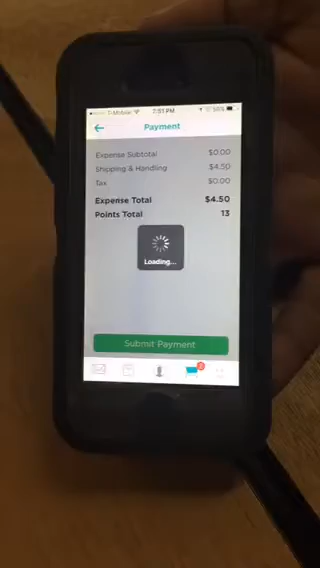 T-Mobile 7:51 PM 54%
Payment
Expense Subtotal $0.00
Shipping & Handling $4.50
Tax $0.00
Expense Total $4.50
Points Total 13
Loading...
Submit Payment